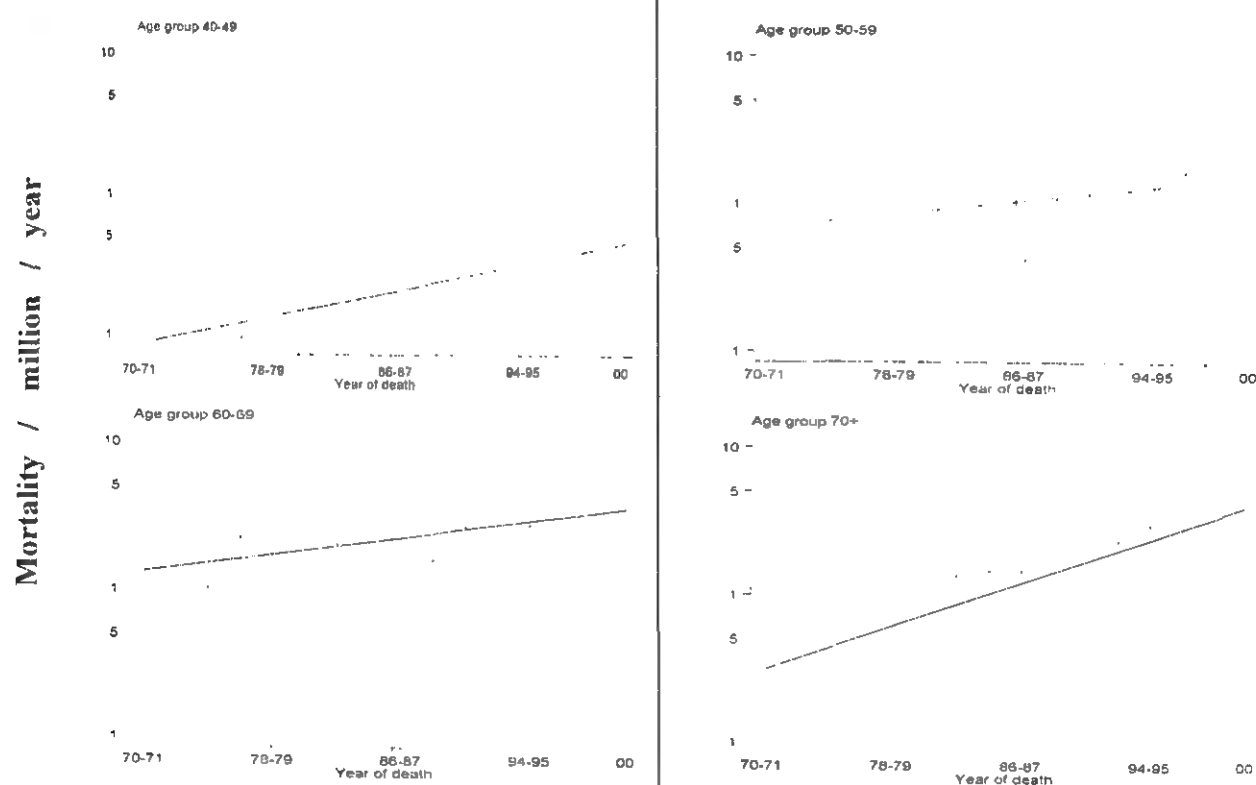 Mortality / million / year
Age group 40-49
10
5
1
5
1
70-71 78-79 86-87 94-95 00
Year of death
Age group 50-59
10
5
1
5
1
70-71 78-79 86-87 94-95 00
Year of death
Age group 60-69
10
5
1
5
1
70-71 78-79 86-87 94-95 00
Year of death
Age group 70+
10
5
1
5
1
70-71 78-79 86-87 94-95 00
Year of death